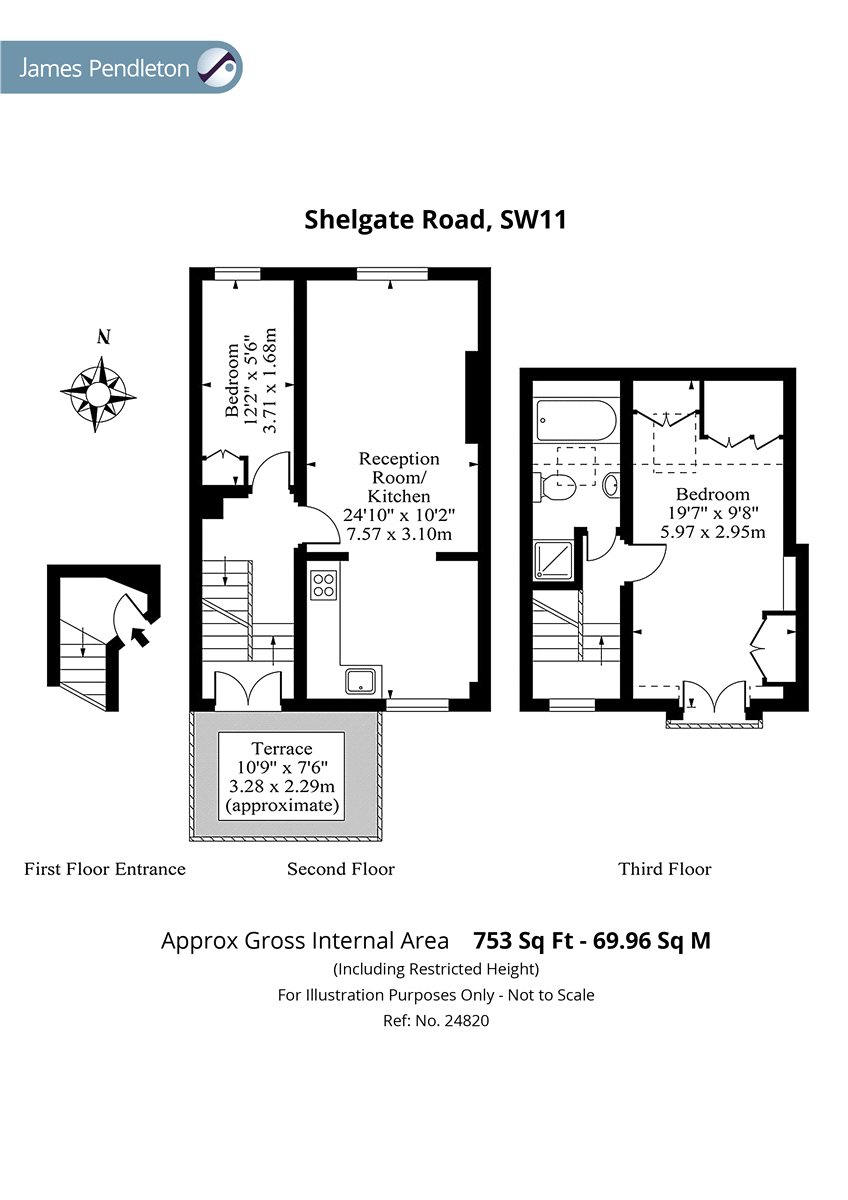 James Pendleton
Shelgate Road, SW11
N
Bedroom
12'2" x 5'6"
3.71 x 1.68m
Reception
Room/
Kitchen
24'10" x 10'2"
7.57 x 3.10m
Bedroom
19'7" x 9'8"
5.97 x 2.95m
Terrace
10'9" x 7'6"
3.28 x 2.29m
(approximate)
First Floor Entrance
Second Floor
Third Floor
Approx Gross Internal Area 753 Sq Ft - 69.96 Sq M
(Including Restricted Height)
For Illustration Purposes Only - Not to Scale
Ref: No. 24820